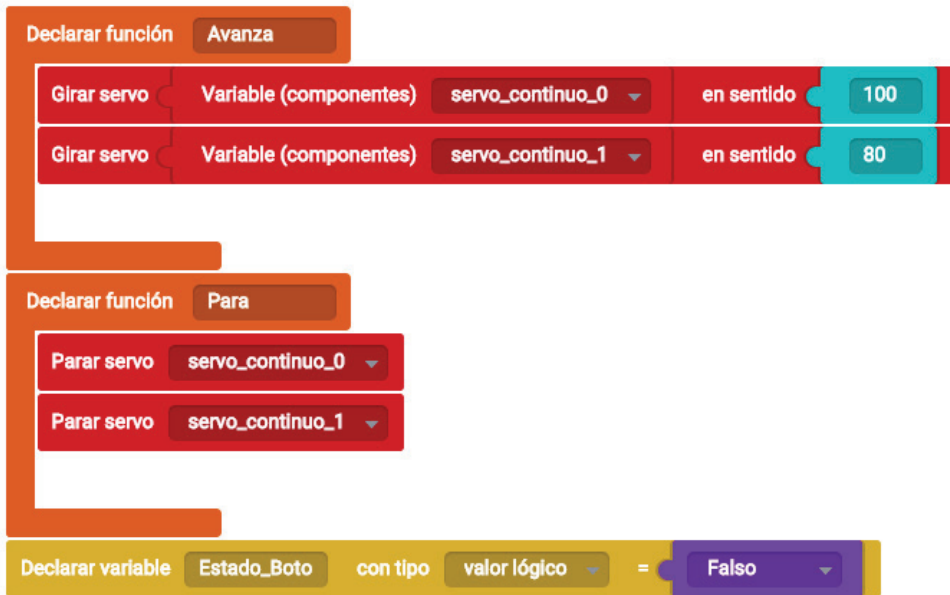 Declarar función Avanza
Girar servo Variable (componentes) servo_continuo_0 en sentido 100
Girar servo Variable (componentes) servo_continuo_1 en sentido 80
Declarar función Para
Parar servo servo_continuo_0
Parar servo servo_continuo_1
Declarar variable Estado_Boto con tipo valor lógico = Falso